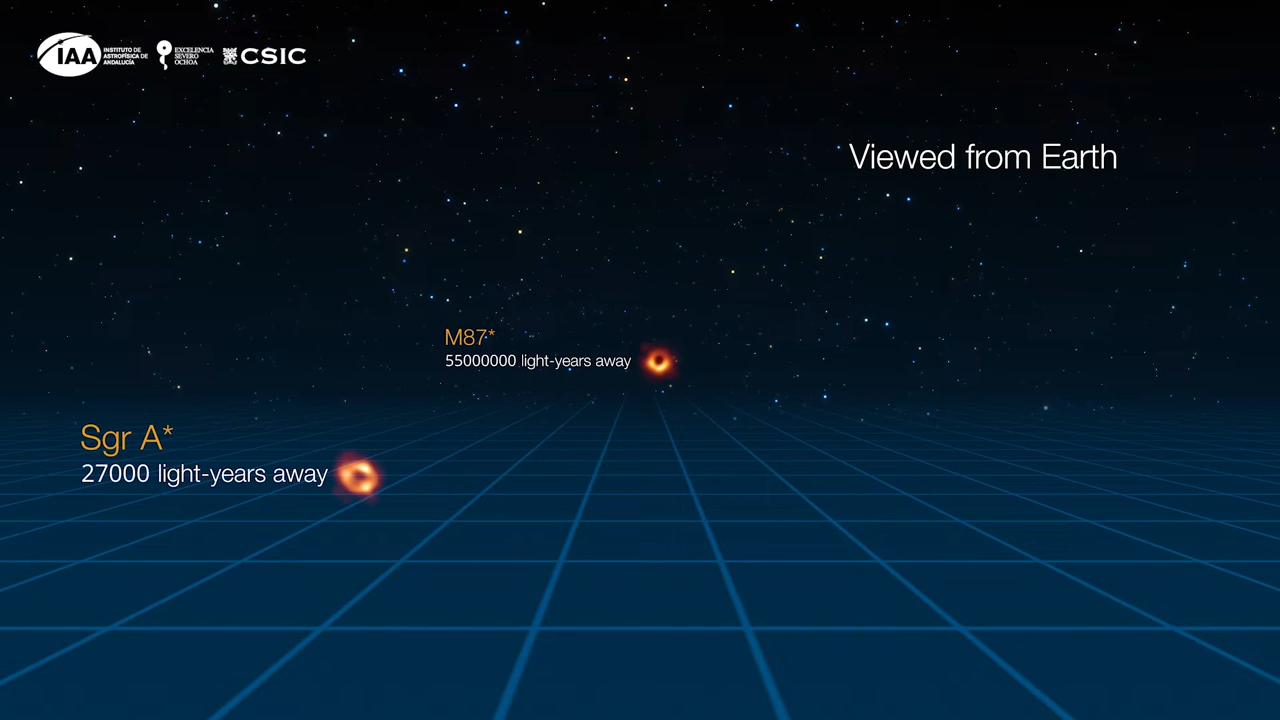 IAA
INSTITUTO DE
ASTROFÍSICA DE
ANDALUCÍA
EXCELENCIA
SEVERO
OCHOA
CSIC
Viewed from Earth
M87*
55000000 light-years away
Sgr A*
27000 light-years away